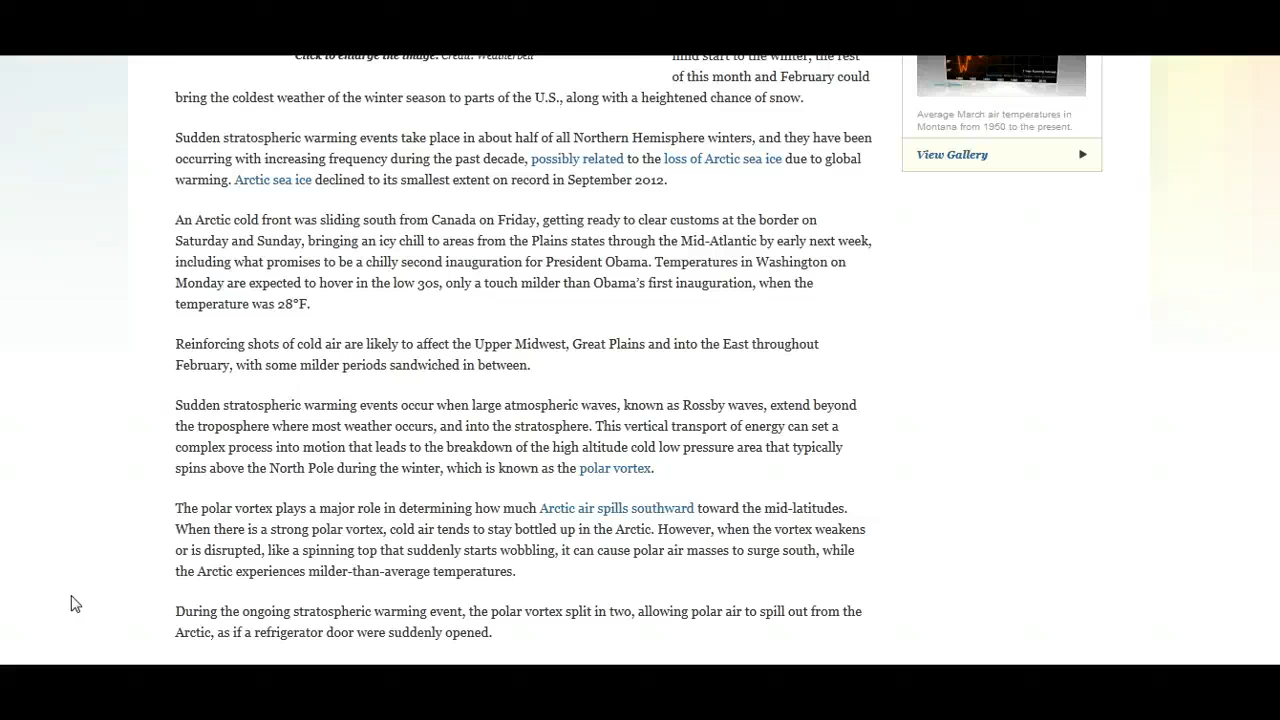 Click to enlarge the image. Credit: WeatherBell
mild start to the winter, the rest
of this month and February could
bring the coldest weather of the winter season to parts of the U.S., along with a heightened chance of snow.
Sudden stratospheric warming events take place in about half of all Northern Hemisphere winters, and they have been
occurring with increasing frequency during the past decade, possibly related to the loss of Arctic sea ice due to global
warming. Arctic sea ice declined to its smallest extent on record in September 2012.
An Arctic cold front was sliding south from Canada on Friday, getting ready to clear customs at the border on
Saturday and Sunday, bringing an icy chill to areas from the Plains states through the Mid-Atlantic by early next week,
including what promises to be a chilly second inauguration for President Obama. Temperatures in Washington on
Monday are expected to hover in the low 30s, only a touch milder than Obama's first inauguration, when the
temperature was 28°F.
Reinforcing shots of cold air are likely to affect the Upper Midwest, Great Plains and into the East throughout
February, with some milder periods sandwiched in between.
Sudden stratospheric warming events occur when large atmospheric waves, known as Rossby waves, extend beyond
the troposphere where most weather occurs, and into the stratosphere. This vertical transport of energy can set a
complex process into motion that leads to the breakdown of the high altitude cold low pressure area that typically
spins above the North Pole during the winter, which is known as the polar vortex.
The polar vortex plays a major role in determining how much Arctic air spills southward toward the mid-latitudes.
When there is a strong polar vortex, cold air tends to stay bottled up in the Arctic. However, when the vortex weakens
or is disrupted, like a spinning top that suddenly starts wobbling, it can cause polar air masses to surge south, while
the Arctic experiences milder-than-average temperatures.
During the ongoing stratospheric warming event, the polar vortex split in two, allowing polar air to spill out from the
Arctic, as if a refrigerator door were suddenly opened.
Average March air temperatures in
Montana from 1950 to the present.
View Gallery